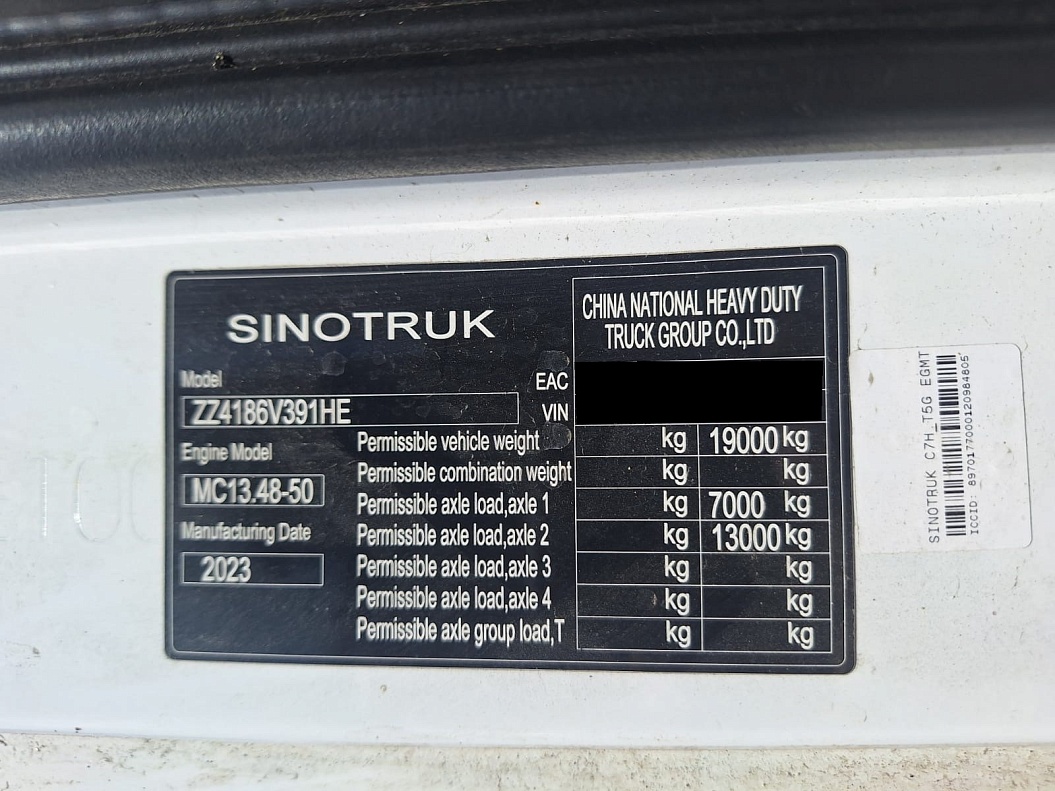 SINOTRUK
CHINA NATIONAL HEAVY DUTY
TRUCK GROUP CO.,LTD
Model
EAC
ZZ4186V391HE
VIN
Engine Model
Permissible vehicle weight kg 19000 kg
Permissible combination weight kg kg
MC13.48-50
Permissible axle load,axle 1 kg 7000 kg
Manufacturing Date
Permissible axle load,axle 2 kg 13000 kg
2023
Permissible axle load,axle 3 kg kg
Permissible axle load,axle 4 kg kg
Permissible axle group load,T kg kg
SINOTRUK C7H_T5G EGMT
ICCID: 8970177000120984805